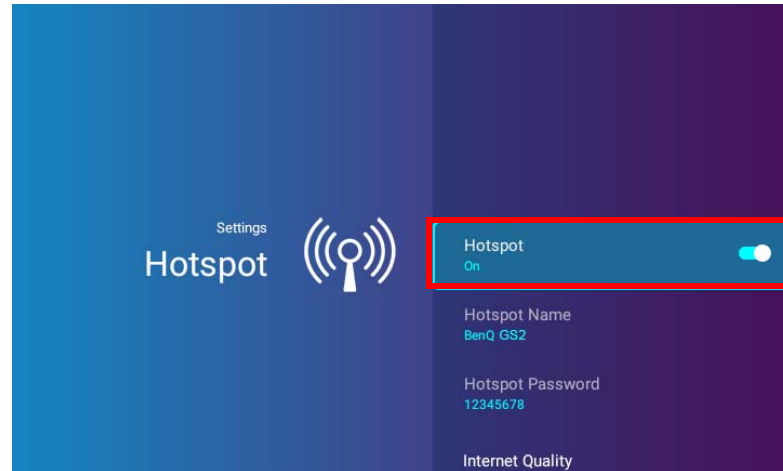 Settings
Hotspot
Hotspot
On
Hotspot Name
BenQ GS2
Hotspot Password
12345678
Internet Quality